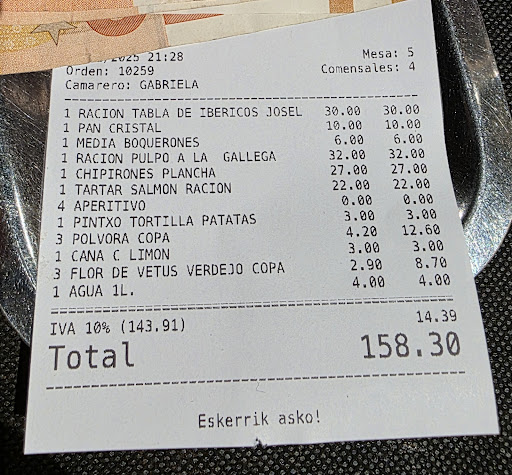 /2025 21:28
Mesa: 5
Orden: 10259
Comensales: 4
Camarero: GABRIELA
1 RACION TABLA DE IBERICOS JOSEL 30.00 30.00
1 PAN CRISTAL 10.00 10.00
1 MEDIA BOQUERONES 6.00 6.00
1 RACION PULPO A LA GALLEGA 32.00 32.00
1 CHIPIRONES PLANCHA 27.00 27.00
1 TARTAR SALMON RACION 22.00 22.00
4 APERITIVO 0.00 0.00
1 PINTXO TORTILLA PATATAS 3.00 3.00
3 POLVORA COPA 4.20 12.60
1 CANA C LIMON 3.00 3.00
3 FLOR DE VETUS VERDEJO COPA 2.90 8.70
1 AGUA 1L. 4.00 4.00
IVA 10% (143.91) 14.39
Total 158.30
Eskerrik asko!